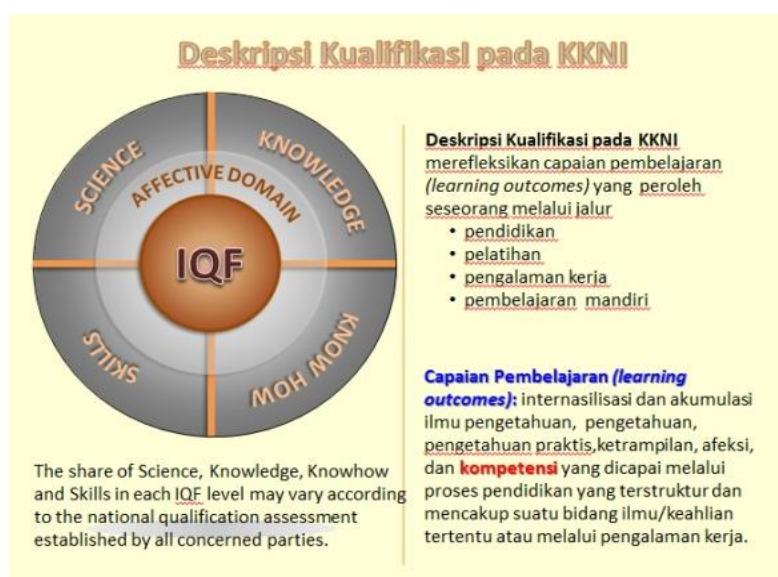 Deskripsi Kualifikasi pada KKNI
SCIENCE
KNOWLEDGE
AFFECTIVE DOMAIN
IQF
SKILLS
KNOW HOW
The share of Science, Knowledge, Knowhow
and Skills in each IQF level may vary according
to the national qualification assessment
established by all concerned parties.
Deskripsi Kualifikasi pada KKNI
merefleksikan capaian pembelajaran
(learning outcomes) yang peroleh
seseorang melalui jalur
• pendidikan
• pelatihan
• pengalaman kerja
• pembelajaran mandiri
Capaian Pembelajaran (learning
outcomes): internasilisasi dan akumulasi
ilmu pengetahuan, pengetahuan,
pengetahuan praktis,ketrampilan, afeksi,
dan kompetensi yang dicapai melalui
proses pendidikan yang terstruktur dan
mencakup suatu bidang ilmu/keahlian
tertentu atau melalui pengalaman kerja.